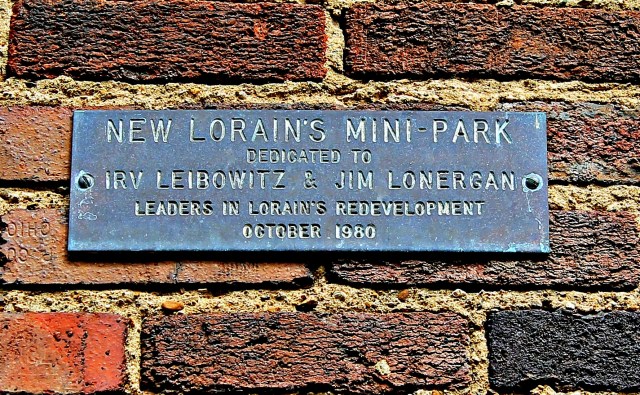 NEW LORAIN'S MINI-PARK
DEDICATED TO
IRV LEIBOWITZ & JIM LONERGAN
LEADERS IN LORAIN'S REDEVELOPMENT
OCTOBER 1980